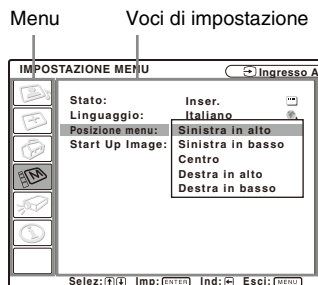 Menu Voci di impostazione
IMPOSTAZIONE MENU Ingresso A
Stato: Inser.
Linguaggio: Italiano
Posizione menu: Sinistra in alto
Start Up Image: Sinistra in basso
Centro
Destra in alto
Destra in basso
Selez: Imp: ENTER Ind: Esci: MENU